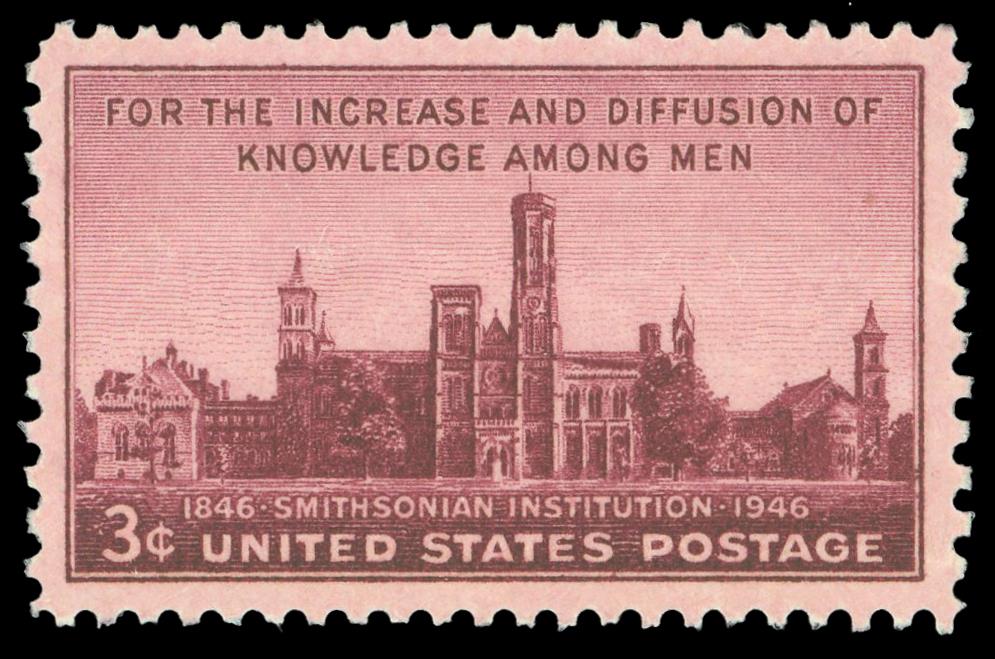 FOR THE INCREASE AND DIFFUSION OF
KNOWLEDGE AMONG MEN
1846·SMITHSONIAN INSTITUTION·1946
3¢ UNITED STATES POSTAGE